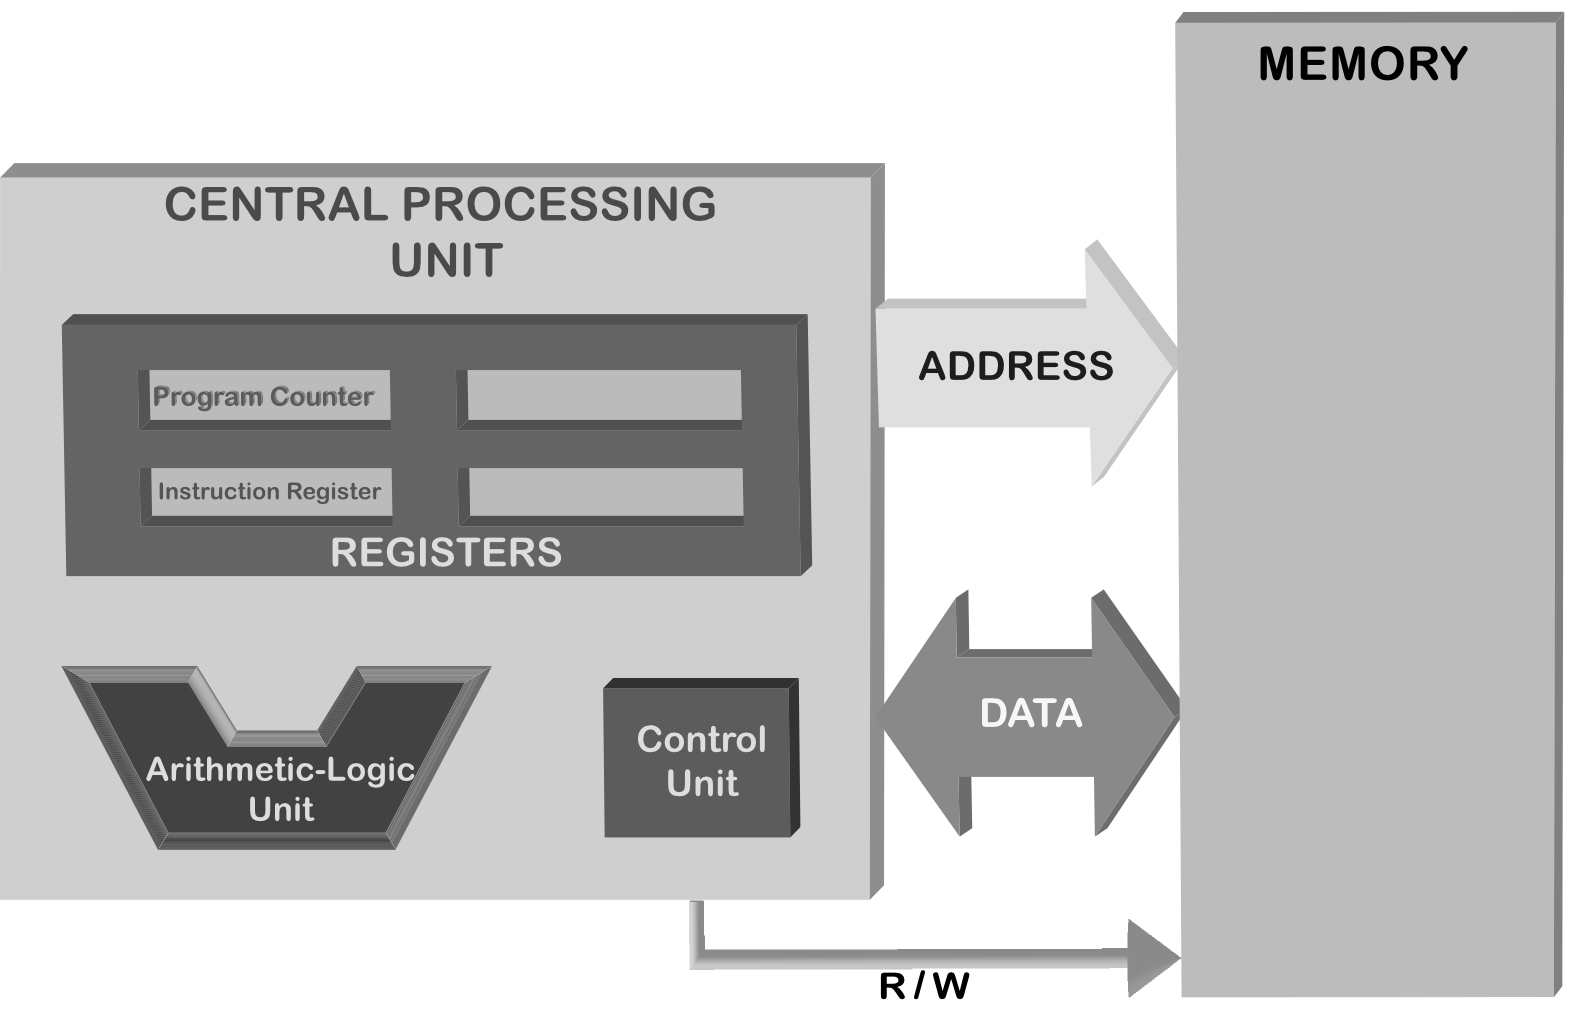 MEMORY
CENTRAL PROCESSING
UNIT
Program Counter
Instruction Register
REGISTERS
ADDRESS
DATA
Arithmetic-Logic
Unit
Control
Unit
R / W